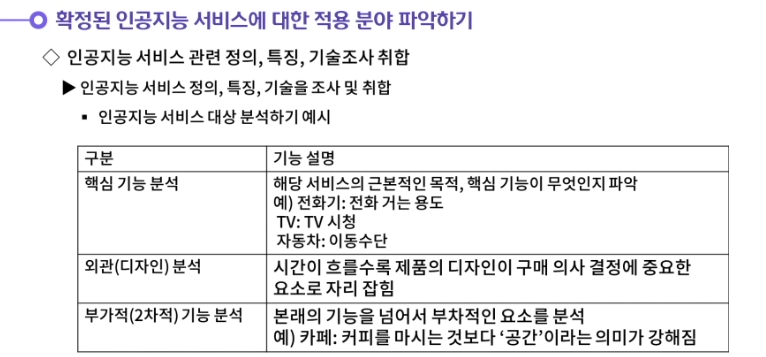 확정된 인공지능 서비스에 대한 적용 분야 파악하기
◇ 인공지능 서비스 관련 정의, 특징, 기술조사 취합
▶ 인공지능 서비스 정의, 특징, 기술을 조사 및 취합
▪ 인공지능 서비스 대상 분석하기 예시
구분 기능 설명
핵심 기능 분석 해당 서비스의 근본적인 목적, 핵심 기능이 무엇인지 파악
예) 전화기: 전화 거는 용도
TV: TV 시청
자동차: 이동수단
외관(디자인) 분석 시간이 흐를수록 제품의 디자인이 구매 의사 결정에 중요한
요소로 자리 잡힘
부가적(2차적) 기능 분석 본래의 기능을 넘어서 부차적인 요소를 분석
예) 카페: 커피를 마시는 것보다 ‘공간’이라는 의미가 강해짐